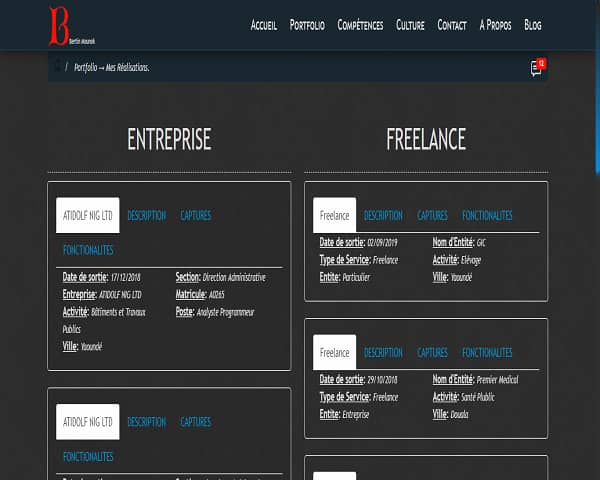 B Bertin Mounok
Accueil Portfolio Compétences Culture Contact A Propos Blog
/ Portfolio → Mes Réalisations.
12
ENTREPRISE
ATIDOLF NIG LTD DESCRIPTION CAPTURES
FONCTIONALITES
Date de sortie: 17/12/2018 Section: Direction Administrative
Entreprise: ATIDOLF NIG LTD Matricule: A0265
Activité: Bâtiments et Travaux Poste: Analyste Programmeur
Publics
Ville: Yaoundé
ATIDOLF NIG LTD DESCRIPTION CAPTURES
FONCTIONALITES
FREELANCE
Freelance DESCRIPTION CAPTURES FONCTIONALITES
Date de sortie: 02/09/2019 Nom d'Entité: GIC
Type de Service: Freelance Activité: Elévage
Entite: Particulier Ville: Yaoundé
Freelance DESCRIPTION CAPTURES FONCTIONALITES
Date de sortie: 29/10/2018 Nom d'Entité: Premier Medical
Type de Service: Freelance Activité: Santé Plublic
Entite: Entreprise Ville: Douala